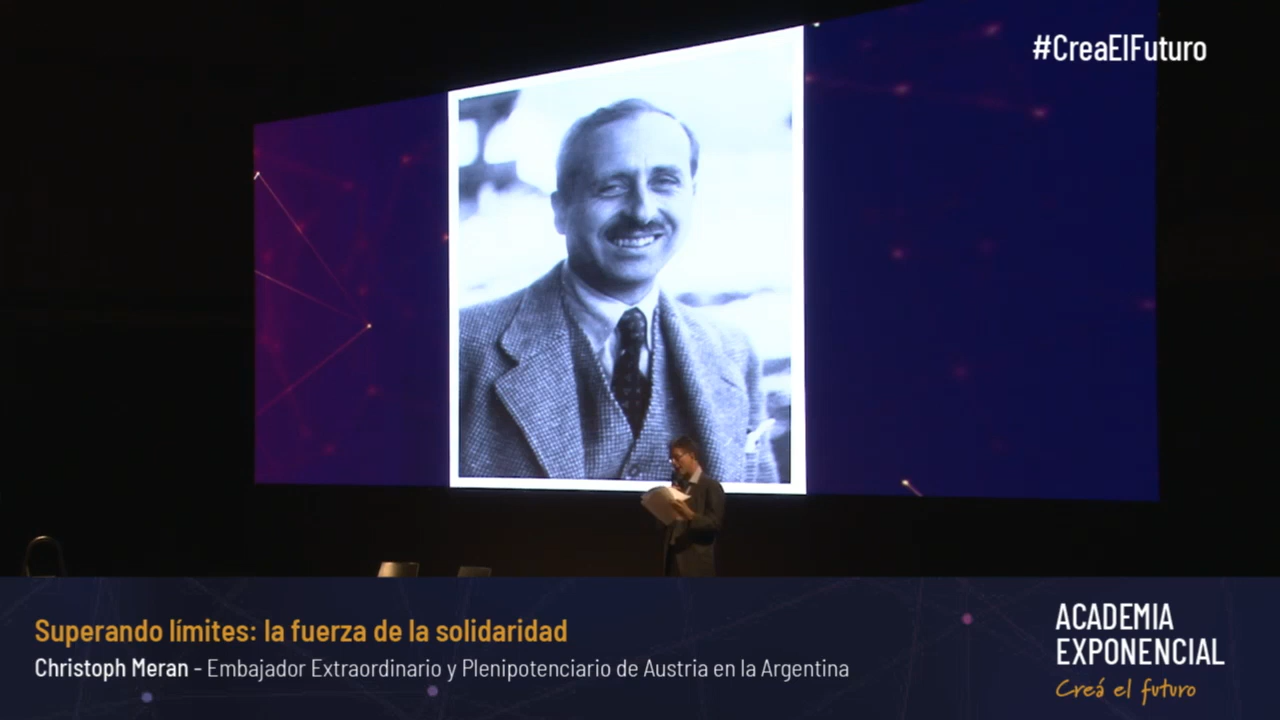 #CreaElFuturo
Superando límites: la fuerza de la solidaridad
Christoph Meran - Embajador Extraordinario y Plenipotenciario de Austria en la Argentina
ACADEMIA
EXPONENCIAL
Creá el futuro